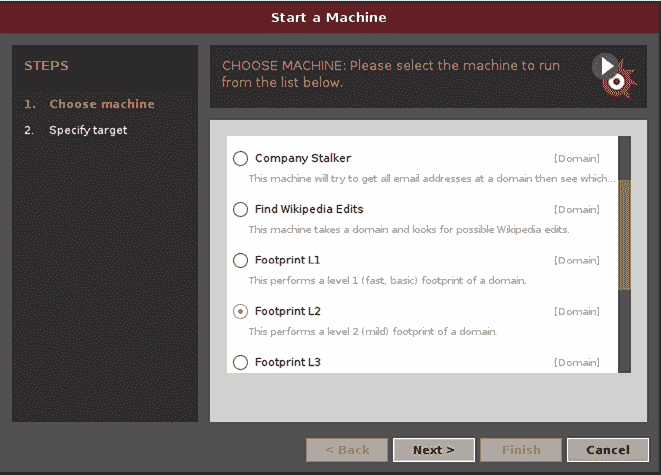 Start a Machine
STEPS
1. Choose machine
2. Specify target
CHOOSE MACHINE: Please select the machine to run
from the list below.
Company Stalker [Domain]
This machine will try to get all email addresses at a domain then see which...
Find Wikipedia Edits [Domain]
This machine takes a domain and looks for possible Wikipedia edits.
Footprint L1 [Domain]
This performs a level 1 (fast, basic) footprint of a domain.
Footprint L2 [Domain]
This performs a level 2 (mild) footprint of a domain.
Footprint L3 [Domain]
< Back Next > Finish Cancel